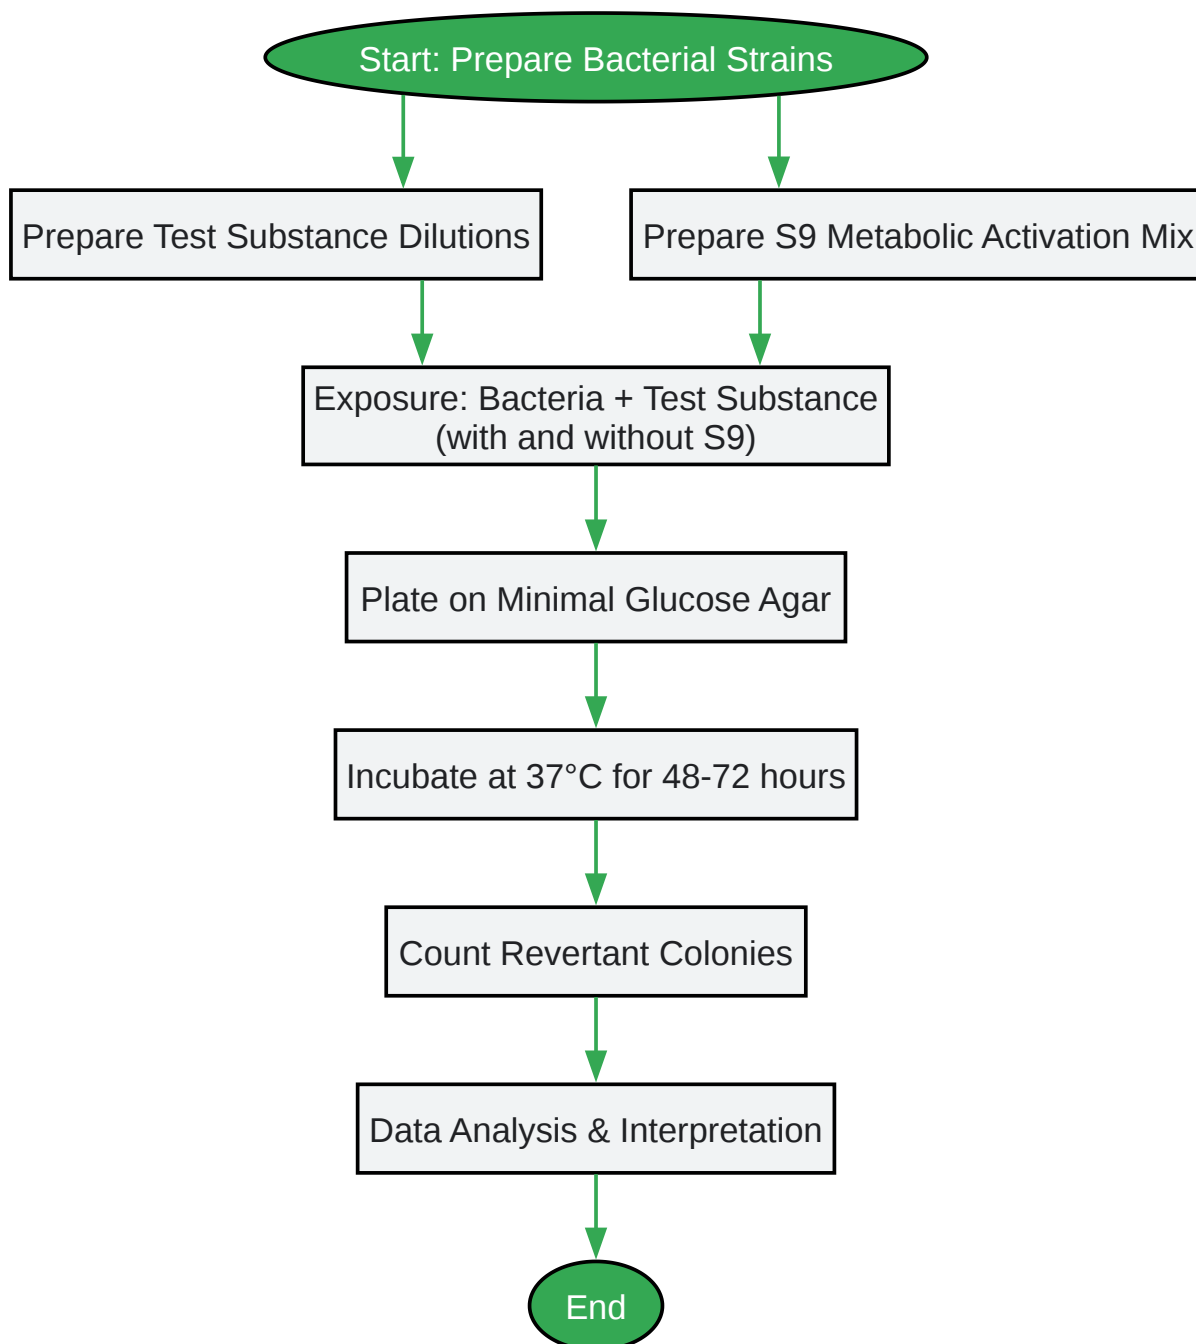 Start: Prepare Bacterial Strains
Prepare Test Substance Dilutions
Prepare S9 Metabolic Activation Mix
Exposure: Bacteria + Test Substance
(with and without S9)
Plate on Minimal Glucose Agar
Incubate at 37°C for 48-72 hours
Count Revertant Colonies
Data Analysis & Interpretation
End